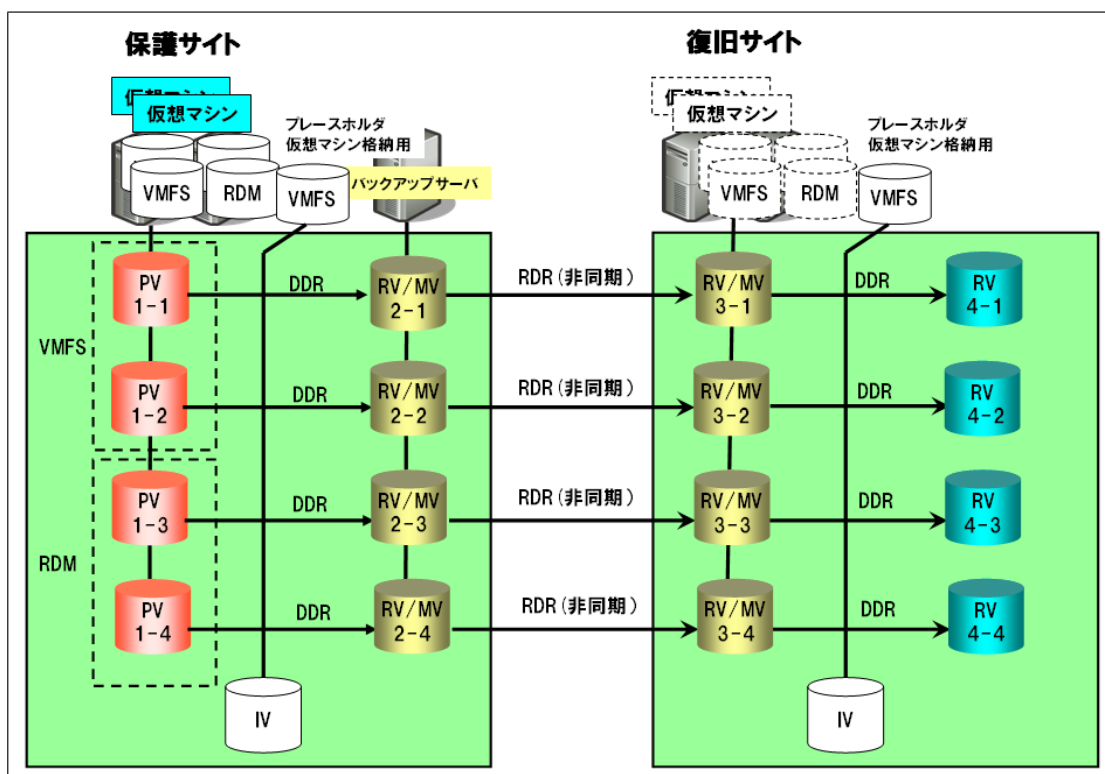 保護サイト
復旧サイト
仮想マシン
仮想マシン
プレースホルダ
仮想マシン格納用
VMFS
RDM
VMFS
バックアップサーバ
仮想マシン
仮想マシン
プレースホルダ
仮想マシン格納用
VMFS
RDM
VMFS
VMFS
PV
1-1
DDR
RV/MV
2-1
RDR(非同期)
RV/MV
3-1
DDR
RV
4-1
PV
1-2
DDR
RV/MV
2-2
RDR(非同期)
RV/MV
3-2
DDR
RV
4-2
RDM
PV
1-3
DDR
RV/MV
2-3
RDR(非同期)
RV/MV
3-3
DDR
RV
4-3
PV
1-4
DDR
RV/MV
2-4
RDR(非同期)
RV/MV
3-4
DDR
RV
4-4
IV
IV